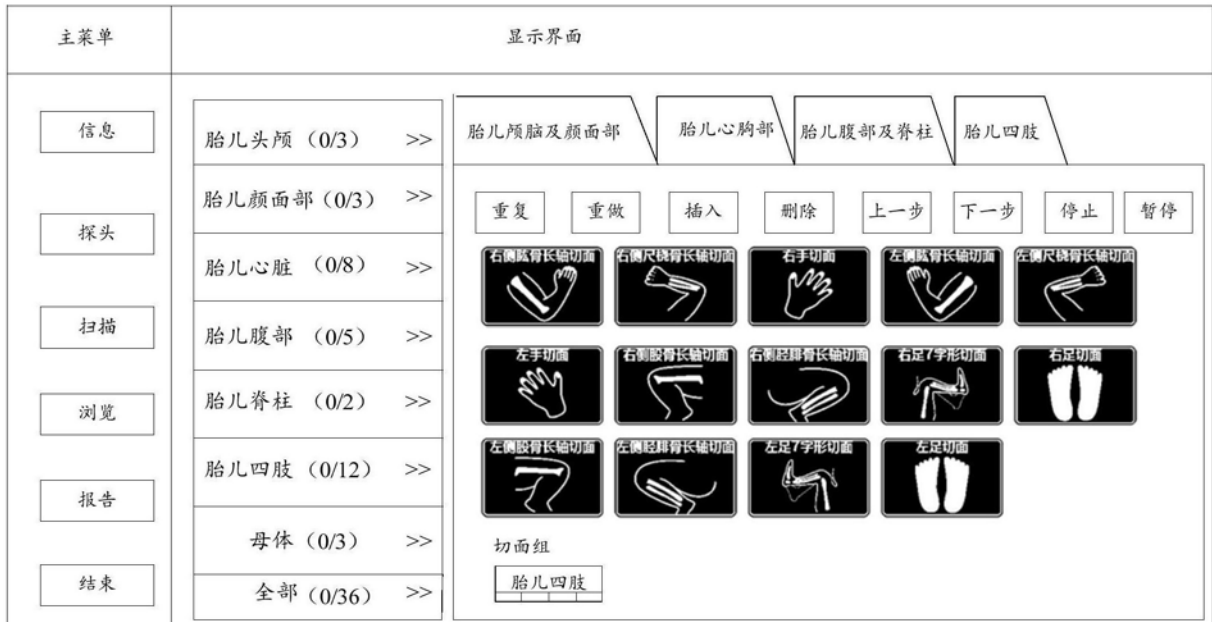 主菜单
显示界面
信息
探头
扫描
浏览
报告
结束
胎儿头颅（0/3） >>
胎儿颜面部（0/3） >>
胎儿心脏 （0/8） >>
胎儿腹部 （0/5） >>
胎儿脊柱 （0/2） >>
胎儿四肢（0/12） >>
母体（0/3） >>
全部（0/36） >>
胎儿颅脑及颜面部 胎儿心胸部 胎儿腹部及脊柱 胎儿四肢
重复 重做 插入 删除 上一步 下一步 停止 暂停
右侧肱骨长轴切面 右侧尺桡骨长轴切面 右手切面 左侧肱骨长轴切面 左侧尺桡骨长轴切面
左手切面 右侧股骨长轴切面 右侧胫腓骨长轴切面 右足7字形切面 右足切面
左侧股骨长轴切面 左侧胫腓骨长轴切面 左足7字形切面 左足切面
切面组
胎儿四肢